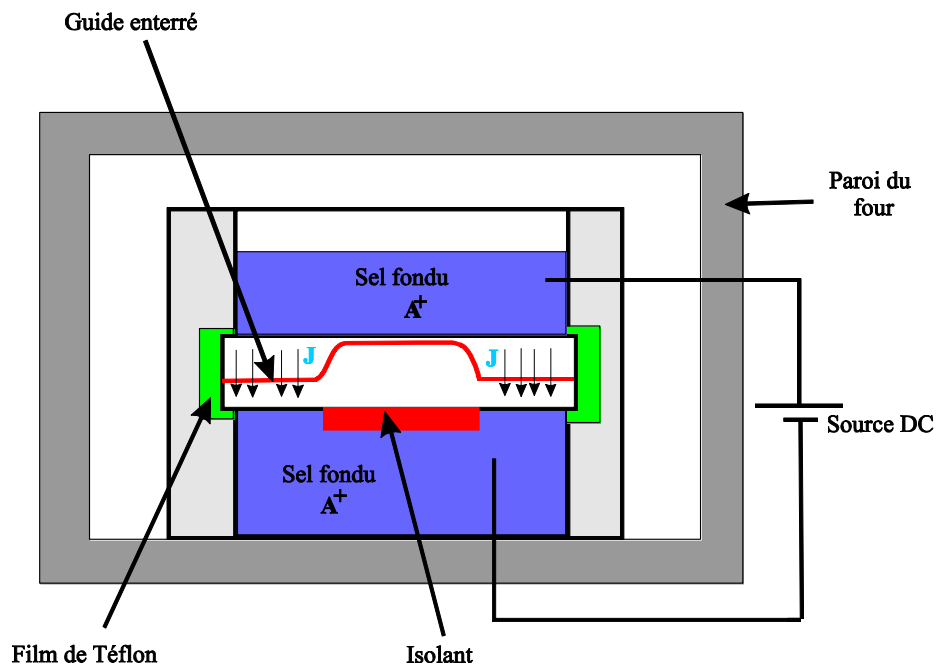 Guide enterré
Paroi du
four
Sel fondu
A+
J
J
Source DC
Sel fondu
A+
Film de Téflon
Isolant